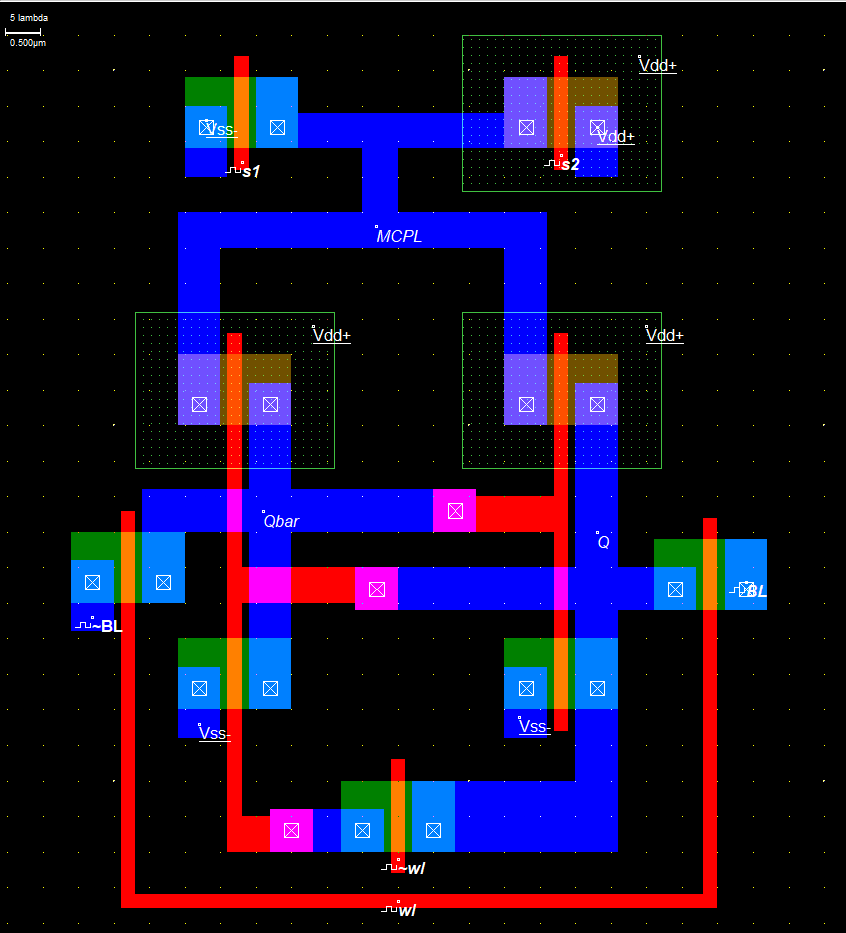 5 lambda
0.500µm
Vdd+
Vss-
Vdd+
s1
s2
MCPL
Vdd+
Vdd+
Qbar
Q
BL
~BL
Vss-
Vss-
~wl
wl